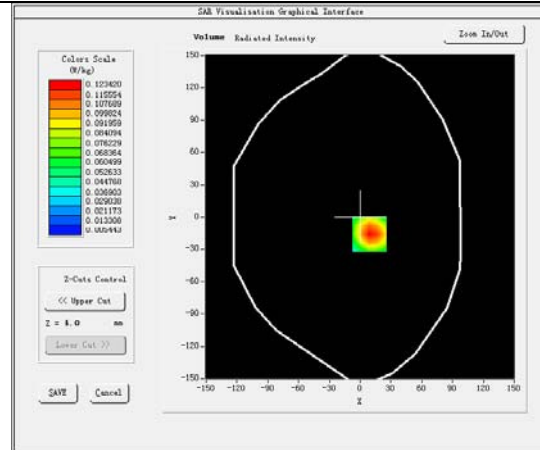 SAR Visualisation Graphical Interface
Volume Radiated Intensity
Zoom In/Out
Colors Scale
(W/kg)
0.123420
0.115554
0.107689
0.099824
0.091959
0.084094
0.076229
0.068364
0.060499
0.052633
0.044768
0.036903
0.029038
0.021173
0.013308
0.005443
150
120
90
60
30
0
-30
-60
-90
-120
-150
Y
-150 -120 -90 -60 -30 0 30 60 90 120 150
X
Z-Cuts Control
<< Upper Cut
Z = 4.0 mm
Lower Cut >>
SAVE Cancel